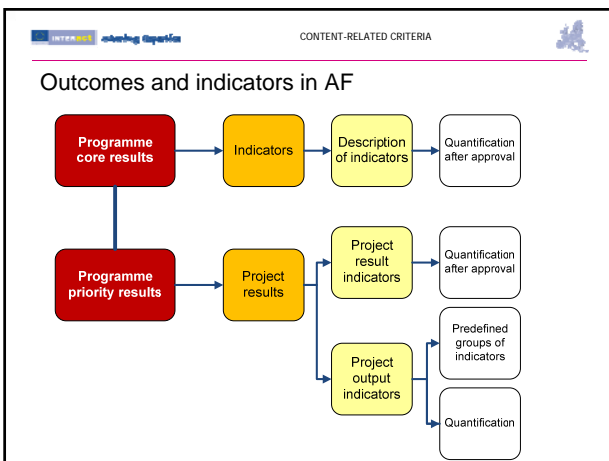 INTERACT
CONTENT-RELATED CRITERIA
Outcomes and indicators in AF
Programme
core results
Indicators
Description
of indicators
Quantification
after approval
Programme
priority results
Project
results
Project
result
indicators
Quantification
after approval
Project
output
indicators
Predefined
groups of
indicators
Quantification